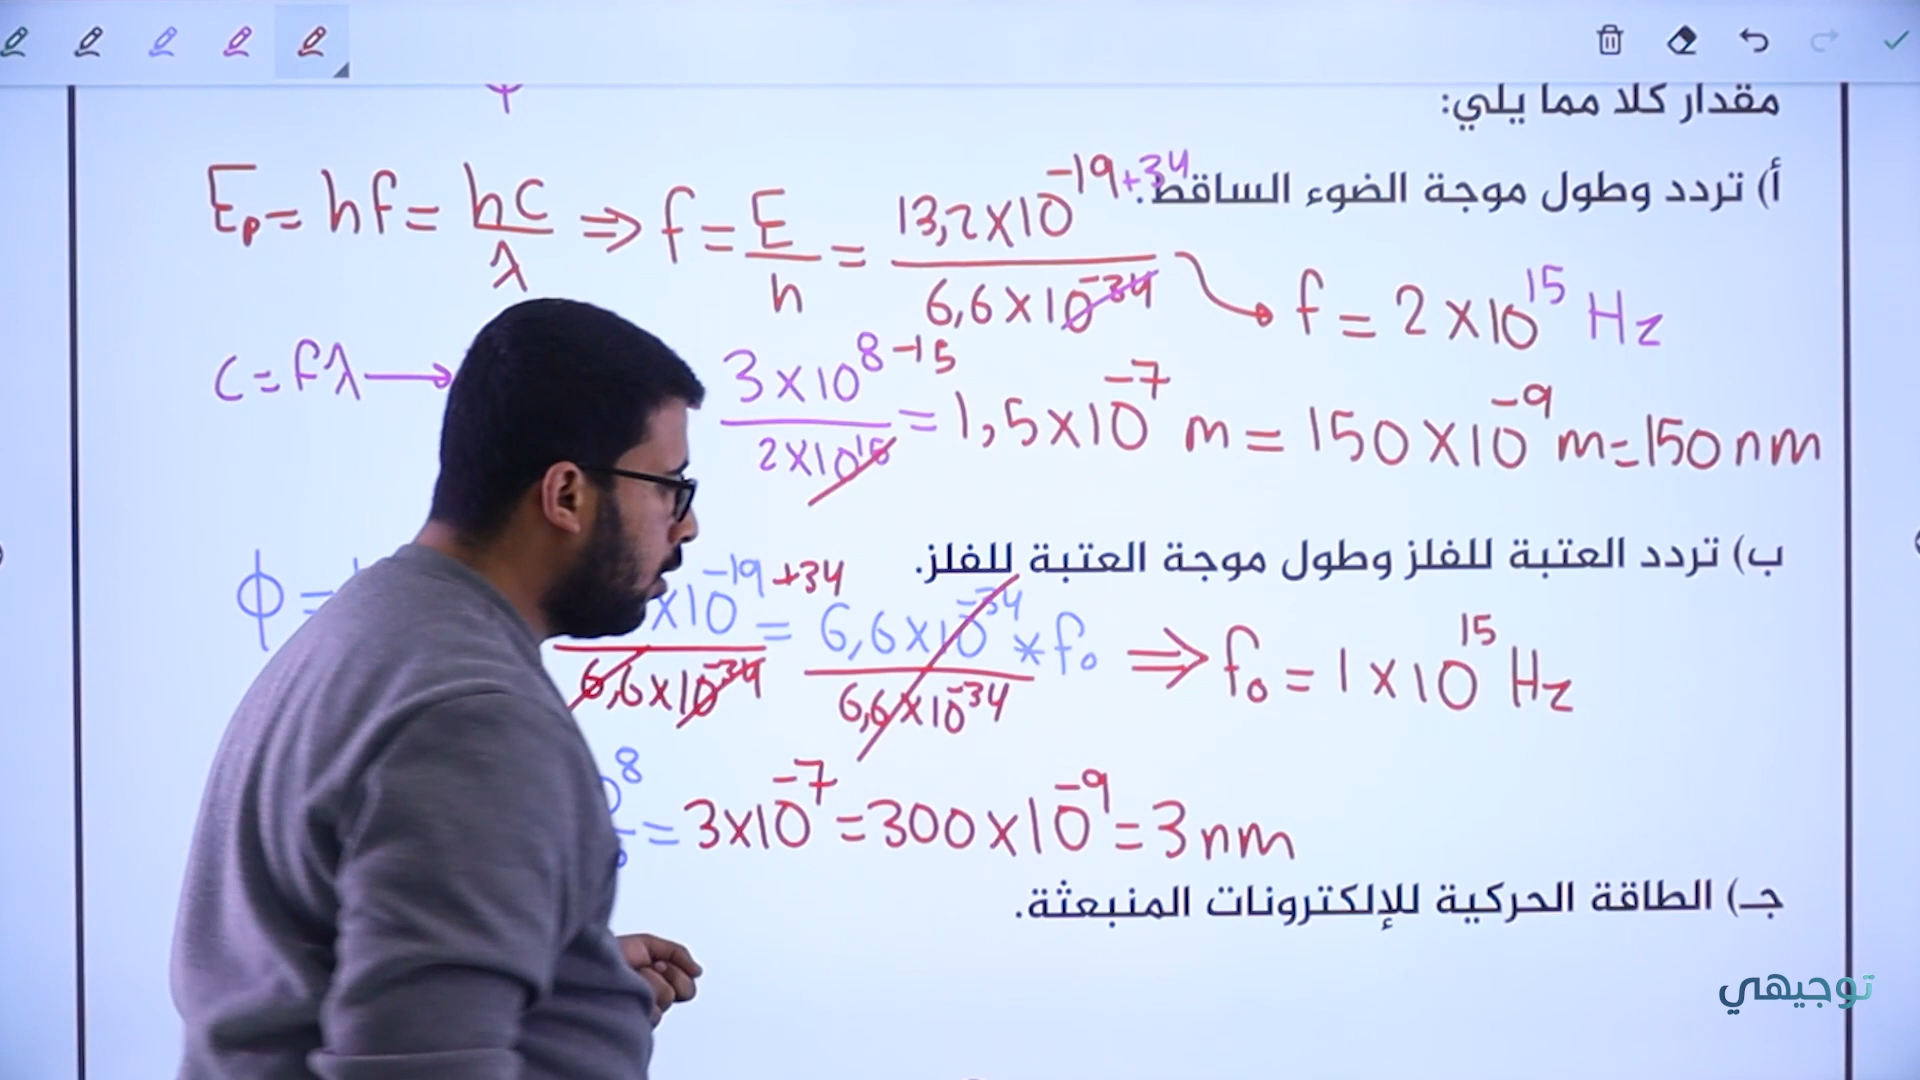 مقدار كلا مما يلي:
أ) تردد وطول موجة الضوء الساقط.
Ep = hf = hc/λ ⇒ f = E/h = 13,2×10^-19+34 / 6,6×10^-34
f = 2×10^15 Hz
c = fλ → 3×10^8-15 / 2×10^15 = 1,5×10^-7 m = 150×10^-9 m = 150 nm
ب) تردد العتبة للفلز وطول موجة العتبة للفلز.
φ = ×10^-19+34 / 6,6×10^-34 = 6,6×10^-34 * f₀ / 6,6×10^-34 ⇒ f₀ = 1×10^15 Hz
8 = 3×10^-7 = 300×10^-9 = 3 nm
جـ) الطاقة الحركية للإلكترونات المنبعثة.
توجيهي